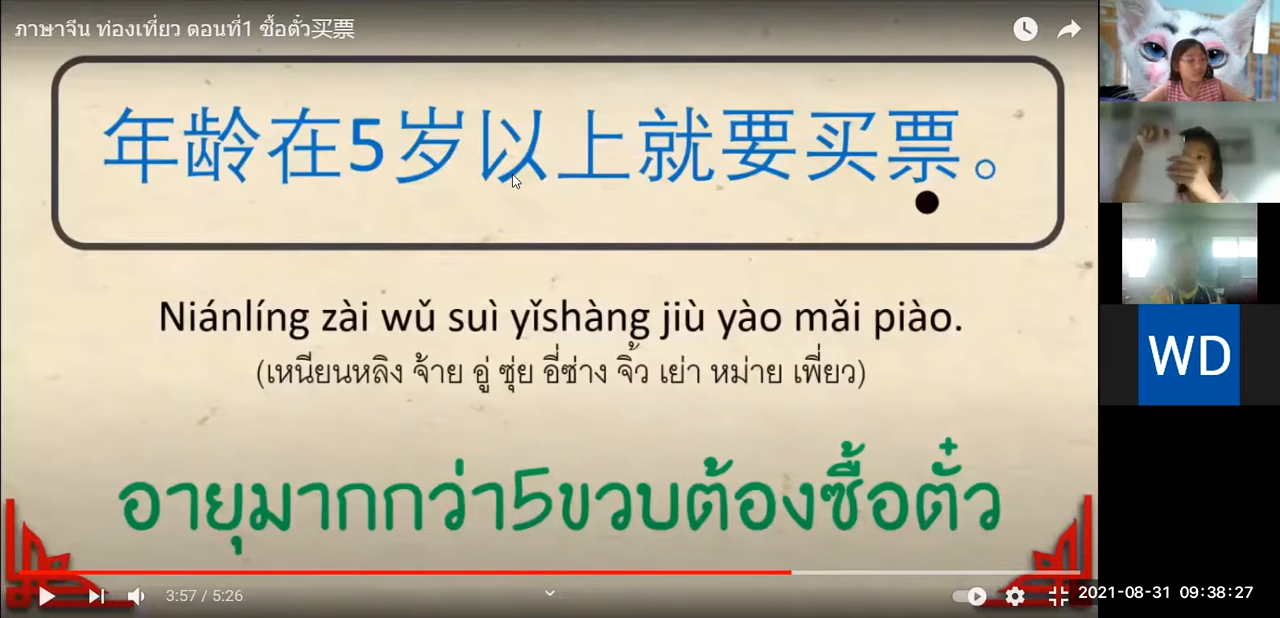 ภาษาจีน ท่องเที่ยว ตอนที่1 ซื้อตั๋ว买票
年龄在5岁以上就要买票。
Niánlíng zài wǔ suì yǐshàng jiù yào mǎi piào.
(เหนียนหลิง จ้าย อู่ ซุ่ย อี่ซ่าง จิ้ว เย่า หม่าย เพี่ยว)
อายุมากกว่า5ขวบต้องซื้อตั๋ว
3:57 / 5:26
WD
2021-08-31 09:38:27